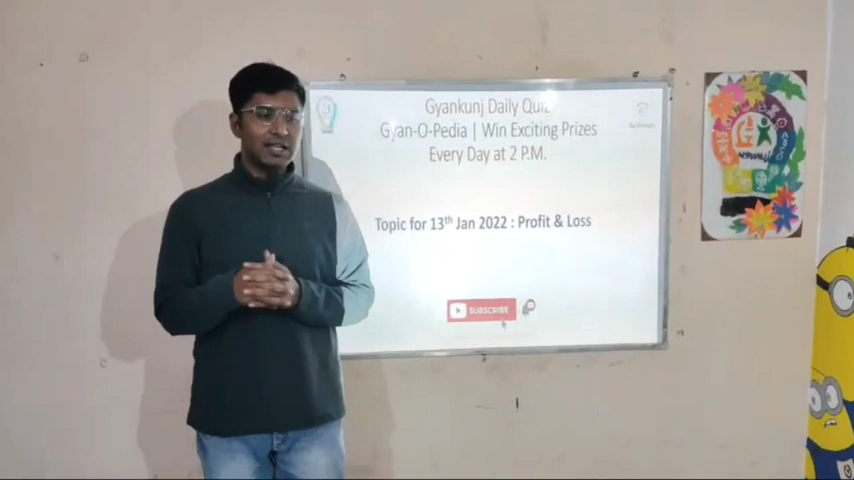 Gyankunj Daily Quiz
Gyan-O-Pedia | Win Exciting Prizes
Every Day at 2 P.M.
Topic for 13th Jan 2022 : Profit & Loss
SUBSCRIBE